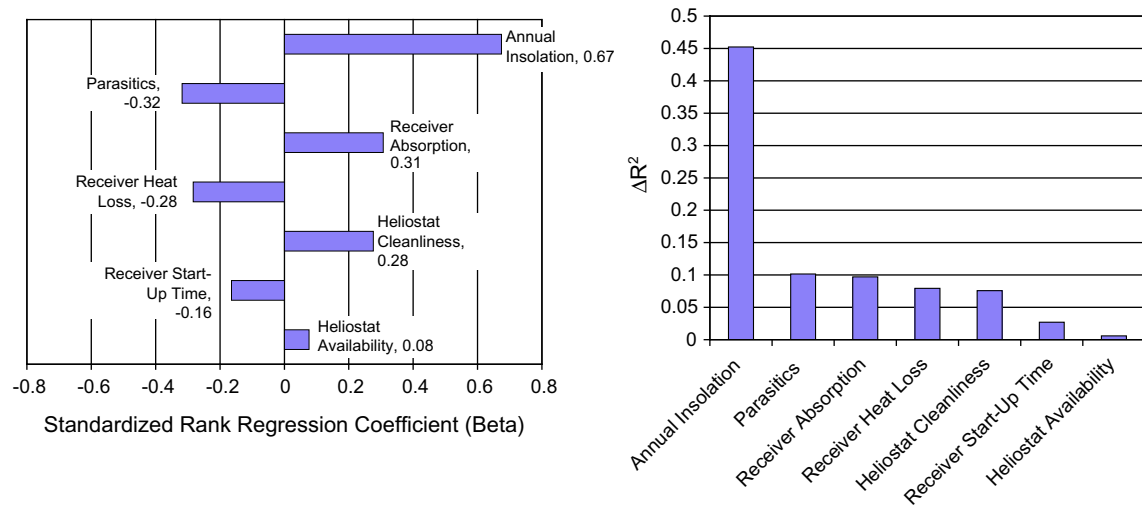 Annual
Insolation, 0.67
Parasitics,
-0.32
Receiver
Absorption,
0.31
Receiver Heat
Loss, -0.28
Heliostat
Cleanliness,
0.28
Receiver Start-
Up Time,
-0.16
Heliostat
Availability, 0.08
-0.8 -0.6 -0.4 -0.2 0 0.2 0.4 0.6 0.8
Standardized Rank Regression Coefficient (Beta)
0.5
0.45
0.4
0.35
0.3
0.25
0.2
0.15
0.1
0.05
0
ΔR²
Annual Insolation
Parasitics
Receiver Absorption
Receiver Heat Loss
Heliostat Cleanliness
Receiver Start-Up Time
Heliostat Availability